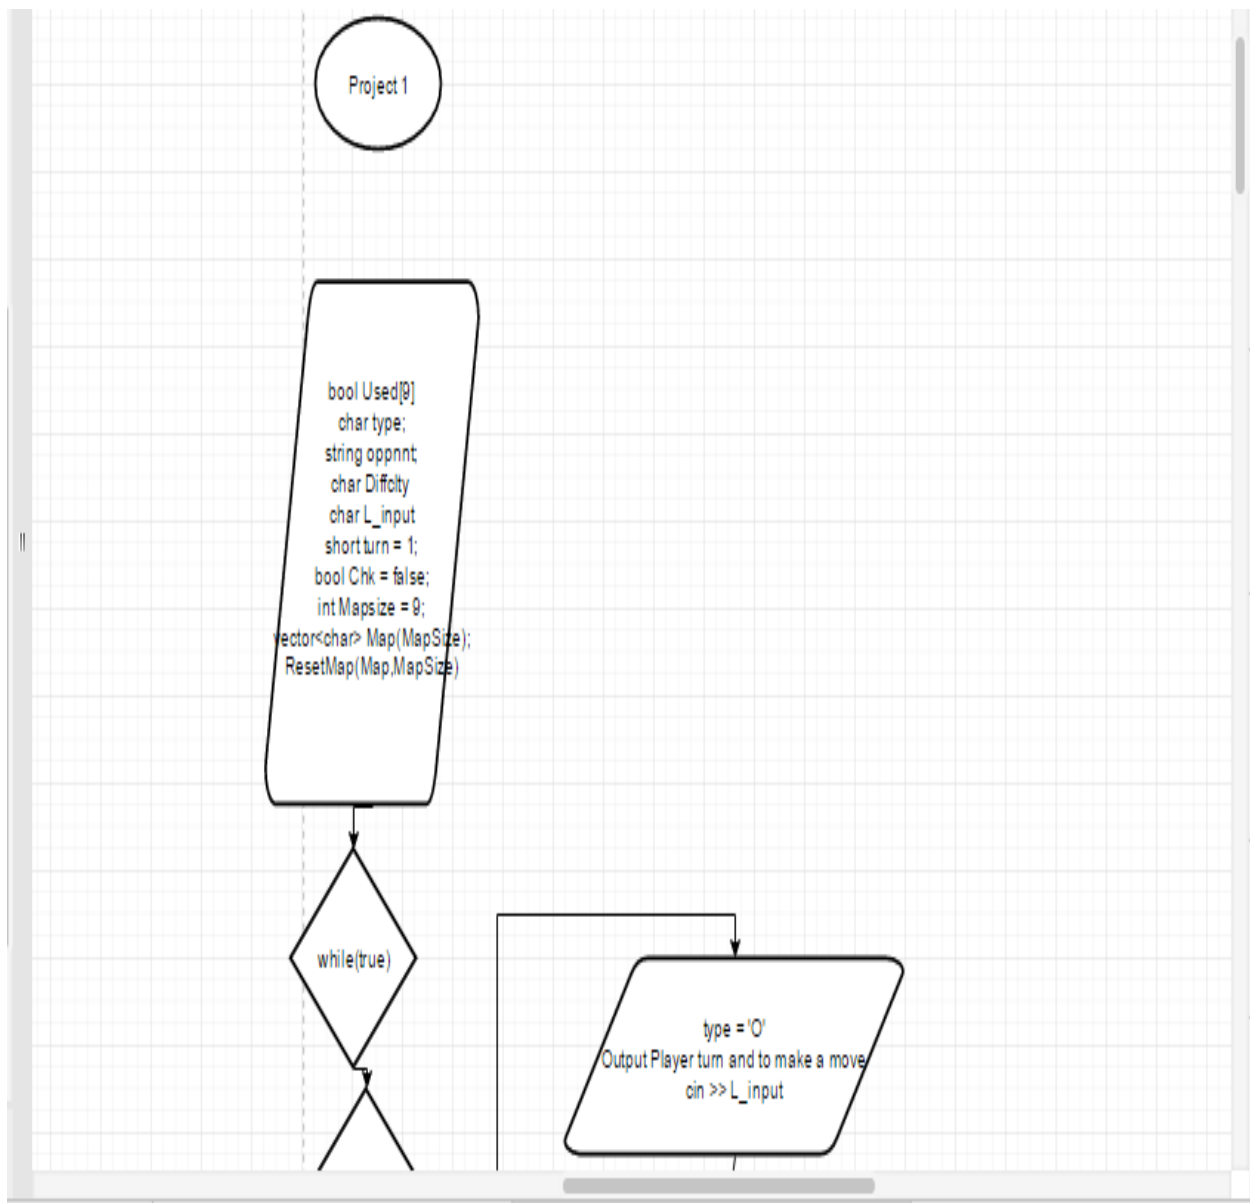 Project 1
bool Used[9]
char type;
string oppnnt;
char Diffclty
char L_input
short turn = 1;
bool Chk = false;
int Mapsize = 9;
vector<char> Map(MapSize);
ResetMap(Map,MapSize)
while(true)
type = 'O'
Output Player turn and to make a move
cin >> L_input